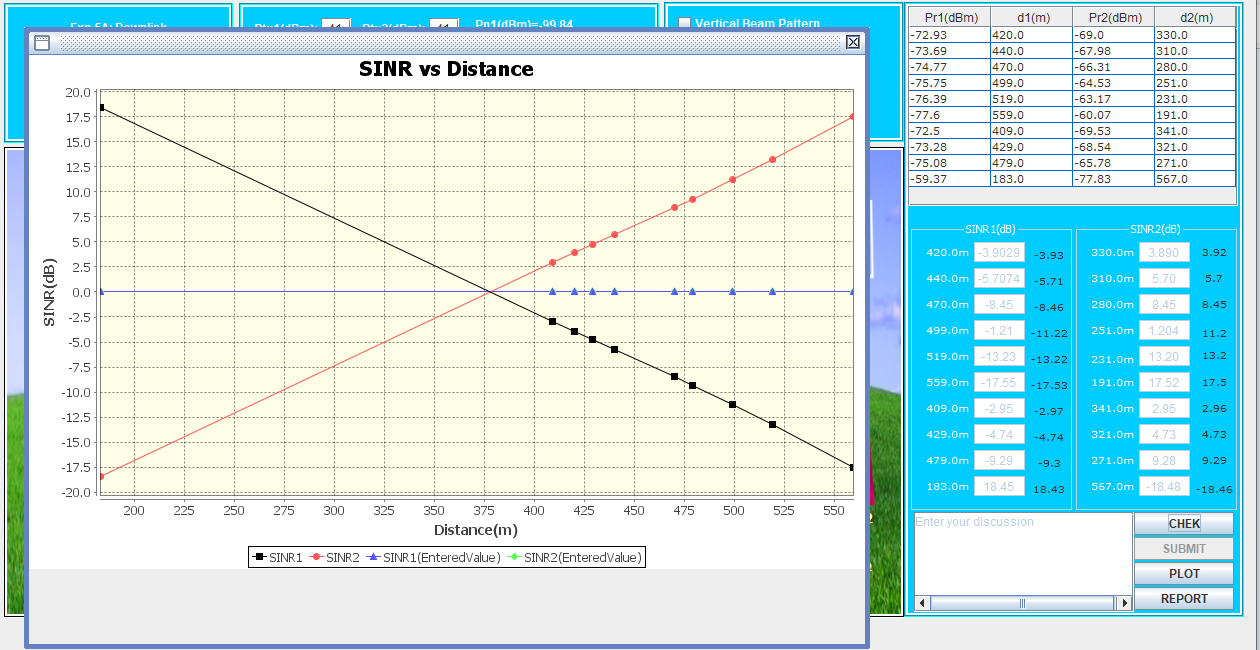 Exp 5A: Downlink
Ptx1(dBm): 41 Ptx2(dBm): 41 Pn1(dBm)=-99.84
Vertical Beam Pattern
SINR vs Distance
SINR(dB)
20.0
17.5
15.0
12.5
10.0
7.5
5.0
2.5
0.0
-2.5
-5.0
-7.5
-10.0
-12.5
-15.0
-17.5
-20.0
200 225 250 275 300 325 350 375 400 425 450 475 500 525 550
Distance(m)
SINR1 SINR2 SINR1(EnteredValue) SINR2(EnteredValue)
Pr1(dBm) d1(m) Pr2(dBm) d2(m)
-72.93 420.0 -69.0 330.0
-73.69 440.0 -67.98 310.0
-74.77 470.0 -66.31 280.0
-75.75 499.0 -64.53 251.0
-76.39 519.0 -63.17 231.0
-77.6 559.0 -60.07 191.0
-72.5 409.0 -69.53 341.0
-73.28 429.0 -68.54 321.0
-75.08 479.0 -65.78 271.0
-59.37 183.0 -77.83 567.0
SINR1(dB) SINR2(dB)
420.0m -3.9029 -3.93 330.0m 3.890 3.92
440.0m -5.7074 -5.71 310.0m 5.70 5.7
470.0m -8.45 -8.46 280.0m 8.45 8.45
499.0m -1.21 -11.22 251.0m 1.204 11.2
519.0m -13.23 -13.22 231.0m 13.20 13.2
559.0m -17.55 -17.53 191.0m 17.52 17.5
409.0m -2.95 -2.97 341.0m 2.95 2.96
429.0m -4.74 -4.74 321.0m 4.73 4.73
479.0m -9.29 -9.3 271.0m 9.28 9.29
183.0m 18.45 18.43 567.0m -18.48 -18.46
Enter your discussion
CHEK
SUBMIT
PLOT
REPORT